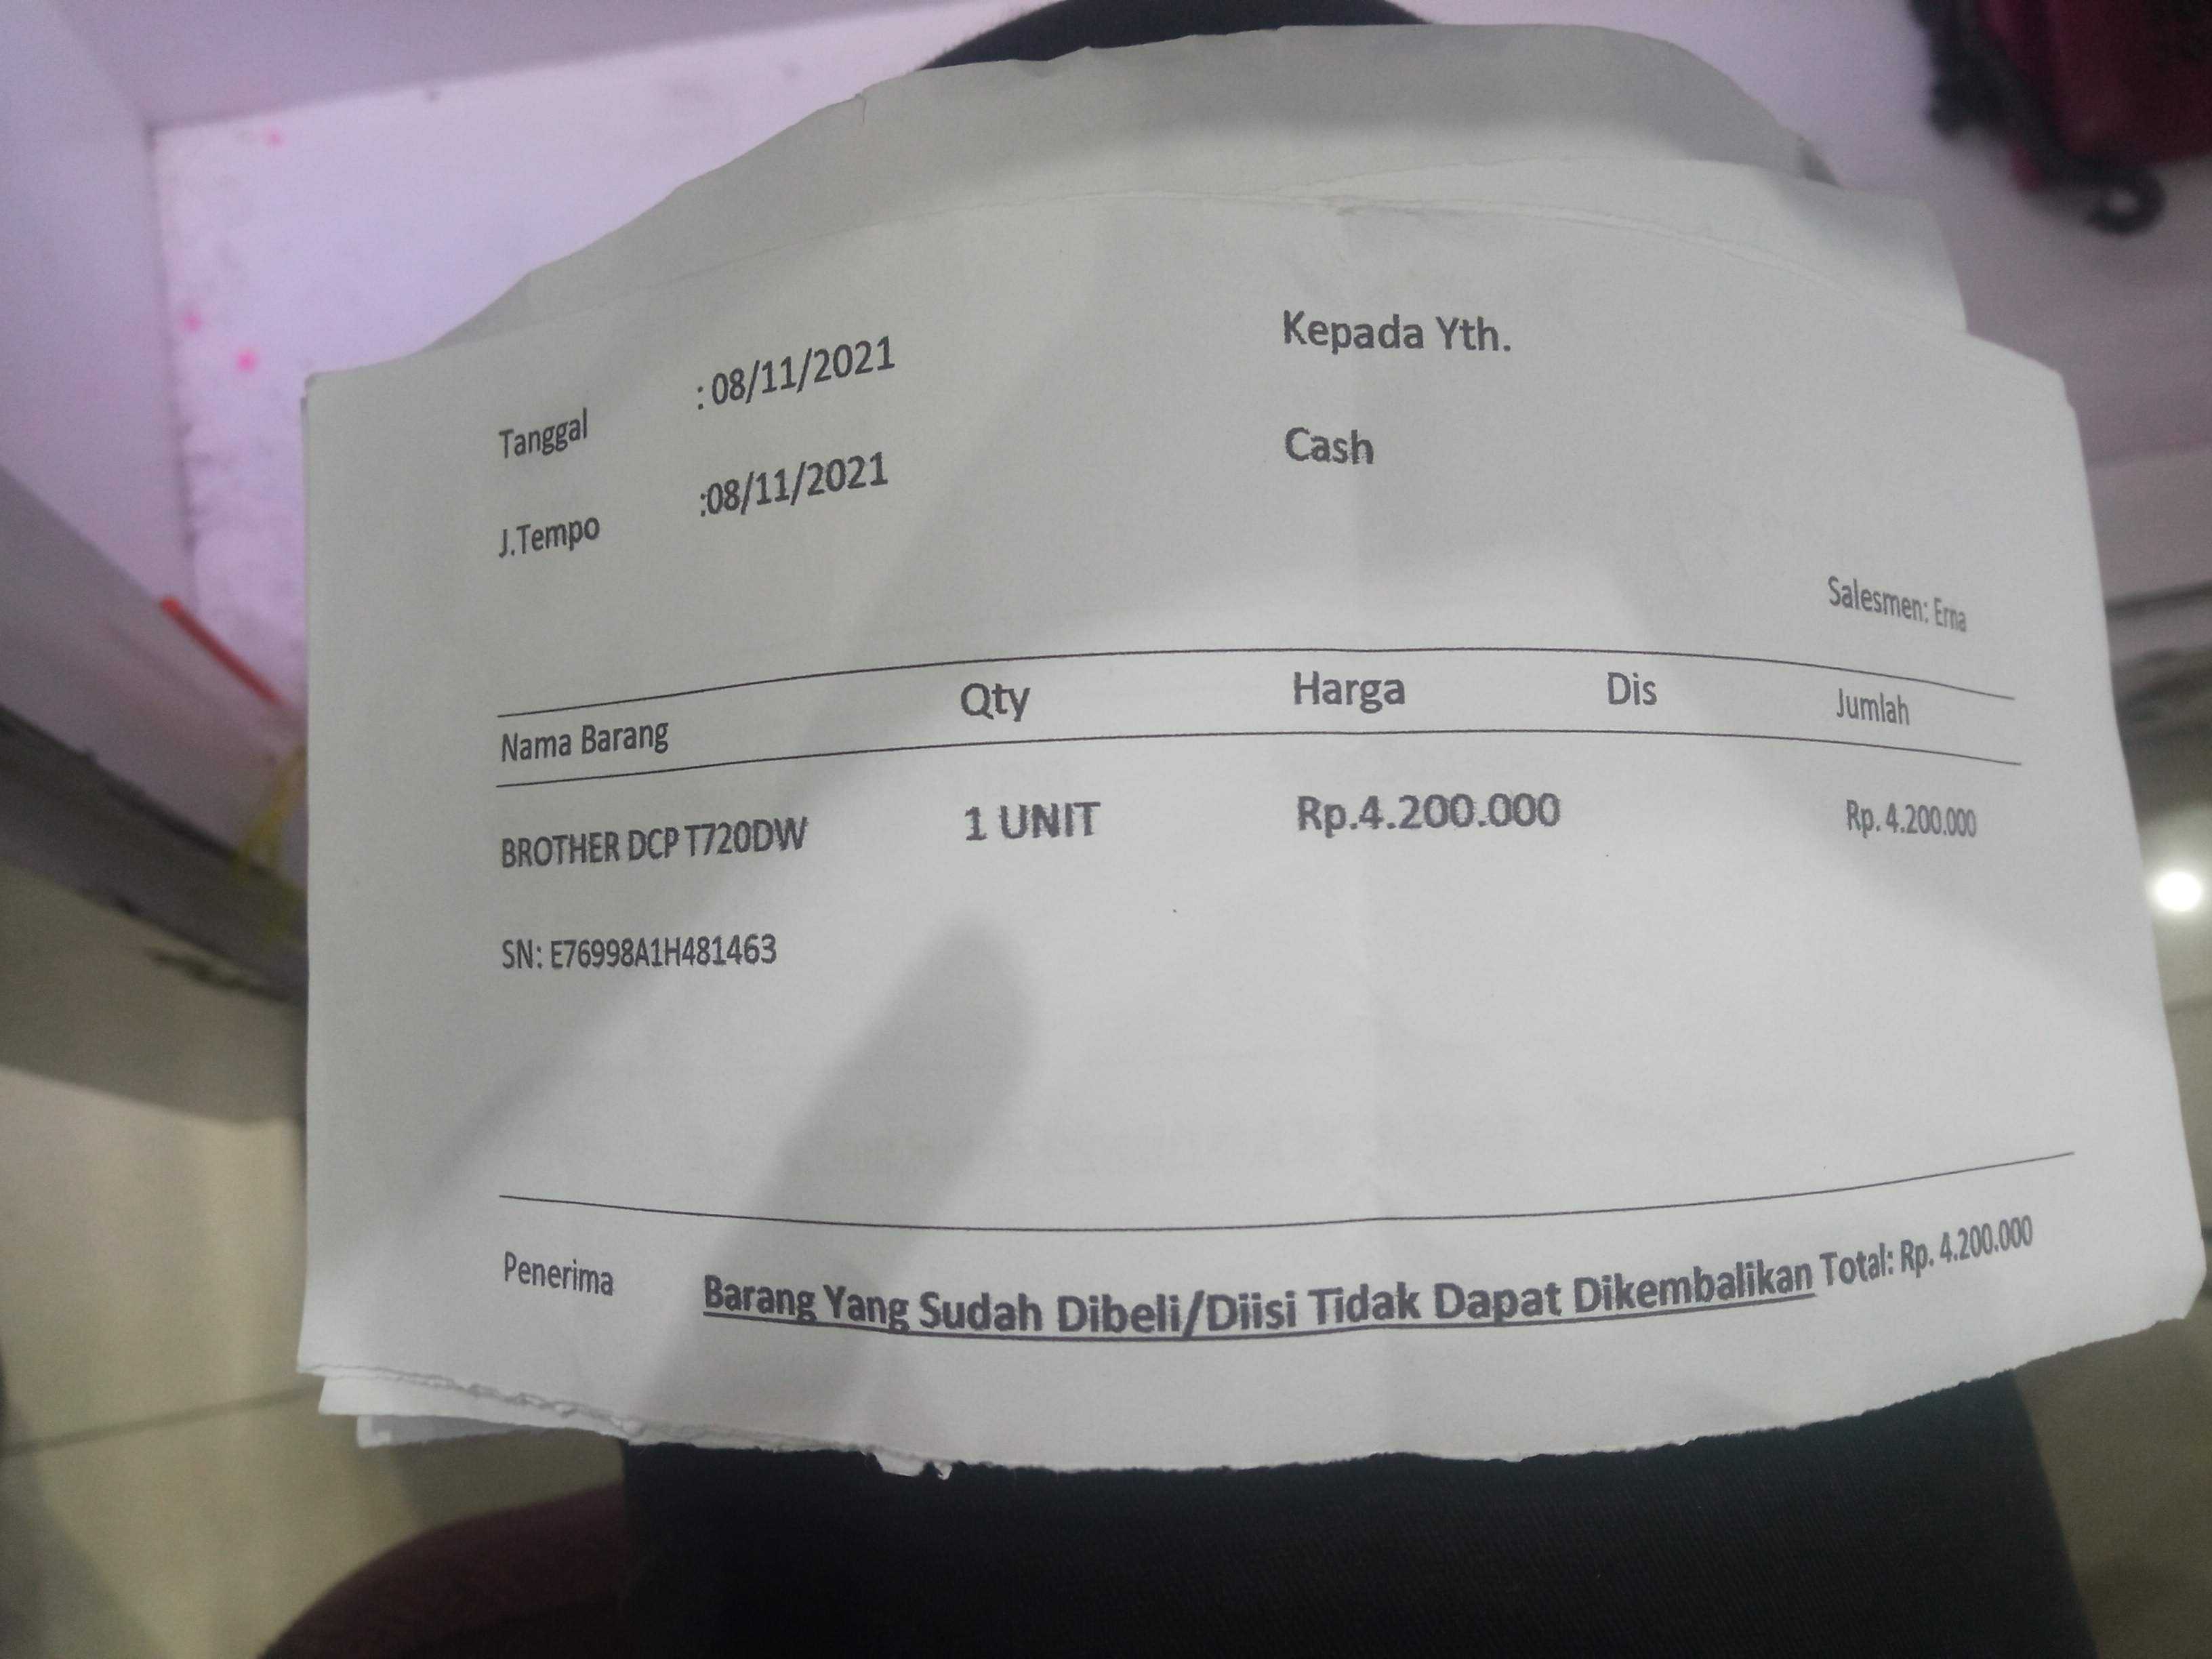 Tanggal : 08/11/2021 Kepada Yth.
J.Tempo :08/11/2021 Cash
Salesmen: Erna
Nama Barang Qty Harga Dis Jumlah
BROTHER DCP T720DW 1 UNIT Rp.4.200.000 Rp. 4.200.000
SN: E76998A1H481463
Penerima Barang Yang Sudah Dibeli/Diisi Tidak Dapat Dikembalikan Total: Rp. 4.200.000